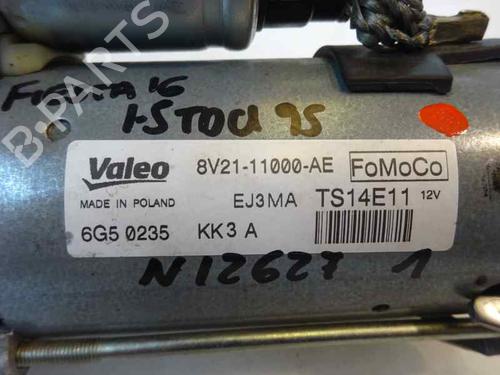 FIESTA 16
1-5TDCI 95
Valeo 8V21-11000-AE FoMoCo
MADE IN POLAND EJ3MA TS14E11 12V
6G5 0235 KK3 A
N12627 1
B-PARTS